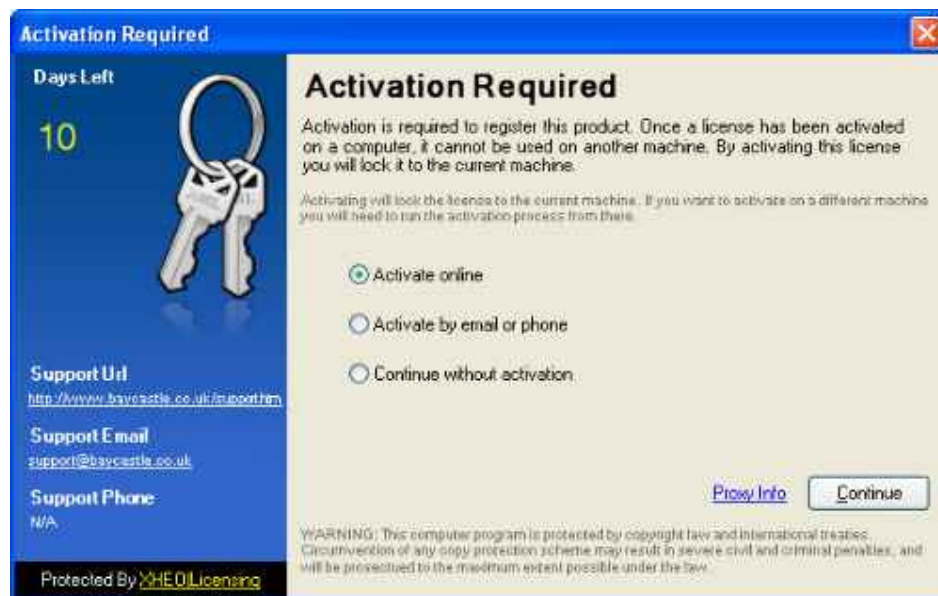 Activation Required
Days Left
10
Support Url
http://www.baycastle.co.uk/support.htm
Support Email
support@baycastle.co.uk
Support Phone
N/A
Protected By XHEO|Licensing
Activation Required
Activation is required to register this product. Once a license has been activated
on a computer, it cannot be used on another machine. By activating this license
you will lock it to the current machine.
Activating will lock the license to the current machine. If you want to activate on a different machine
you will need to run the activation process from there.
Activate online
Activate by email or phone
Continue without activation
Proxy Info
Continue
WARNING: This computer program is protected by copyright law and international treaties.
Circumvention of any copy protection scheme may result in severe civil and criminal penalties, and
will be prosectued to the maximum extent possible under the law.